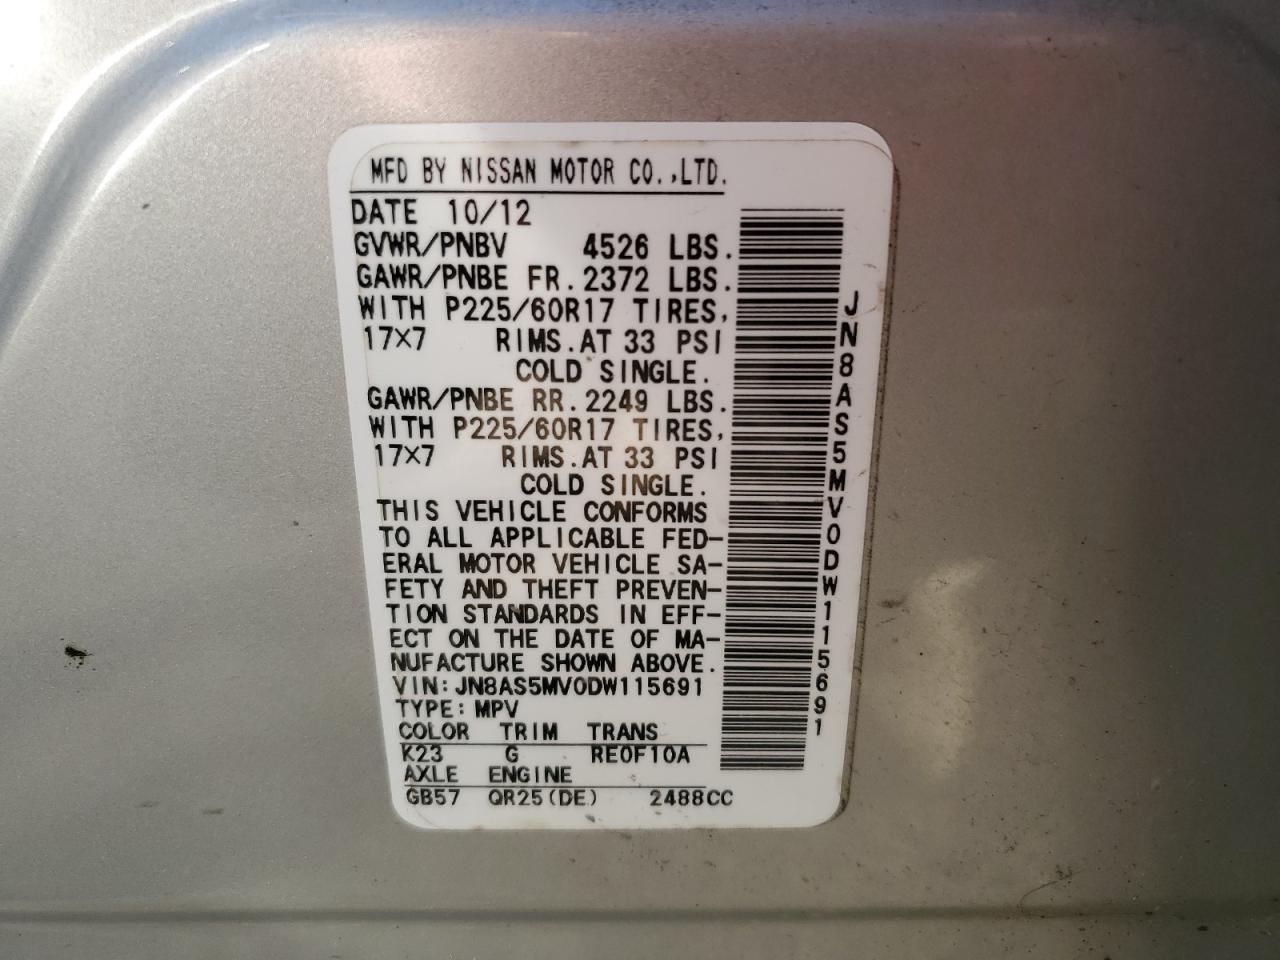 MFD BY NISSAN MOTOR CO.,LTD.
DATE 10/12
GVWR/PNBV 4526 LBS.
GAWR/PNBE FR. 2372 LBS.
WITH P225/60R17 TIRES,
17×7 RIMS.AT 33 PSI
COLD SINGLE.
GAWR/PNBE RR. 2249 LBS.
WITH P225/60R17 TIRES,
17×7 RIMS.AT 33 PSI
COLD SINGLE.
THIS VEHICLE CONFORMS
TO ALL APPLICABLE FED-
ERAL MOTOR VEHICLE SA-
FETY AND THEFT PREVEN-
TION STANDARDS IN EFF-
ECT ON THE DATE OF MA-
NUFACTURE SHOWN ABOVE.
VIN: JN8AS5MV0DW115691
TYPE: MPV
COLOR TRIM TRANS
K23 G RE0F10A
AXLE ENGINE
GB57 QR25(DE) 2488CC
JN8AS5MV0DW115691